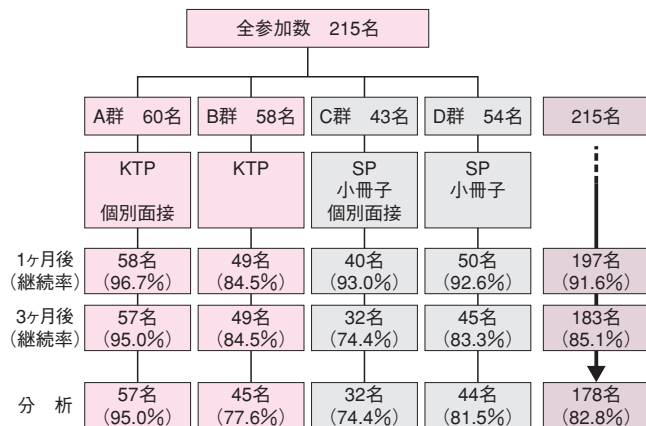 全参加数 215名
A群 60名
B群 58名
C群 43名
D群 54名
215名
KTP
個別面接
KTP
SP
小冊子
個別面接
SP
小冊子
1ヶ月後
(継続率)
58名
(96.7%)
49名
(84.5%)
40名
(93.0%)
50名
(92.6%)
197名
(91.6%)
3ヶ月後
(継続率)
57名
(95.0%)
49名
(84.5%)
32名
(74.4%)
45名
(83.3%)
183名
(85.1%)
分 析
57名
(95.0%)
45名
(77.6%)
32名
(74.4%)
44名
(81.5%)
178名
(82.8%)